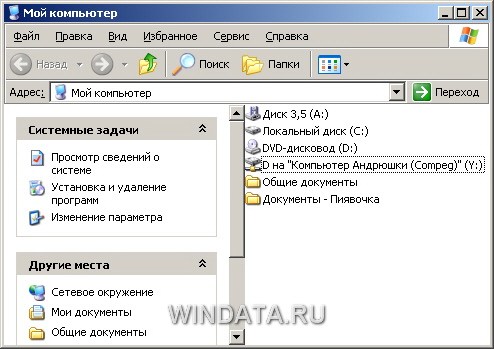 Мой компьютер
Файл Правка Вид Избранное Сервис Справка
Назад Поиск Папки
Адрес: Мой компьютер Переход
Системные задачи
Просмотр сведений о
системе
Установка и удаление
программ
Изменение параметра
Другие места
Сетевое окружение
Мои документы
Общие документы
Диск 3,5 (A:)
Локальный диск (C:)
DVD-дисковод (D:)
D на "Компьютер Андрюшки (Compeg)" (Y:)
Общие документы
Документы - Пиявочка
WINDATA.RU